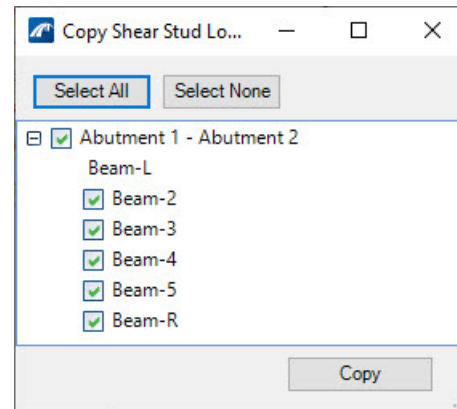 Copy Shear Stud Lo...
Select All Select None
Abutment 1 - Abutment 2
Beam-L
Beam-2
Beam-3
Beam-4
Beam-5
Beam-R
Copy